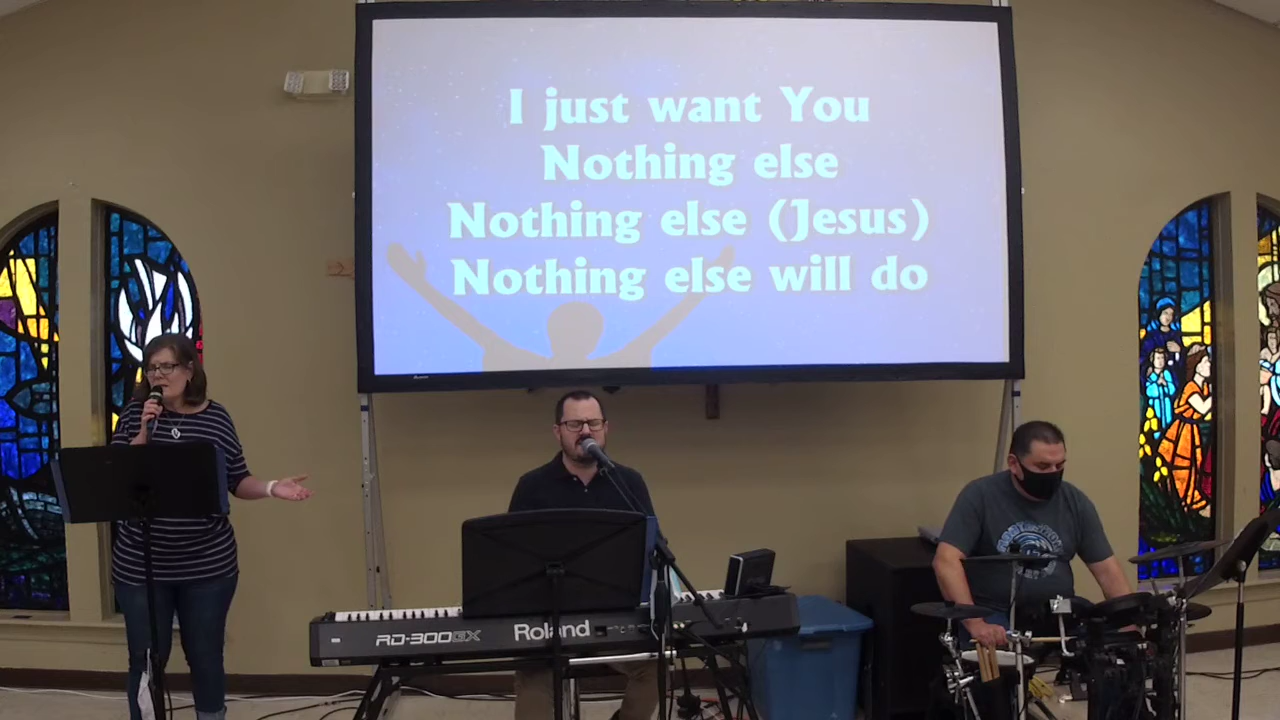 I just want You
Nothing else
Nothing else (Jesus)
Nothing else will do
RD-300GX
Roland